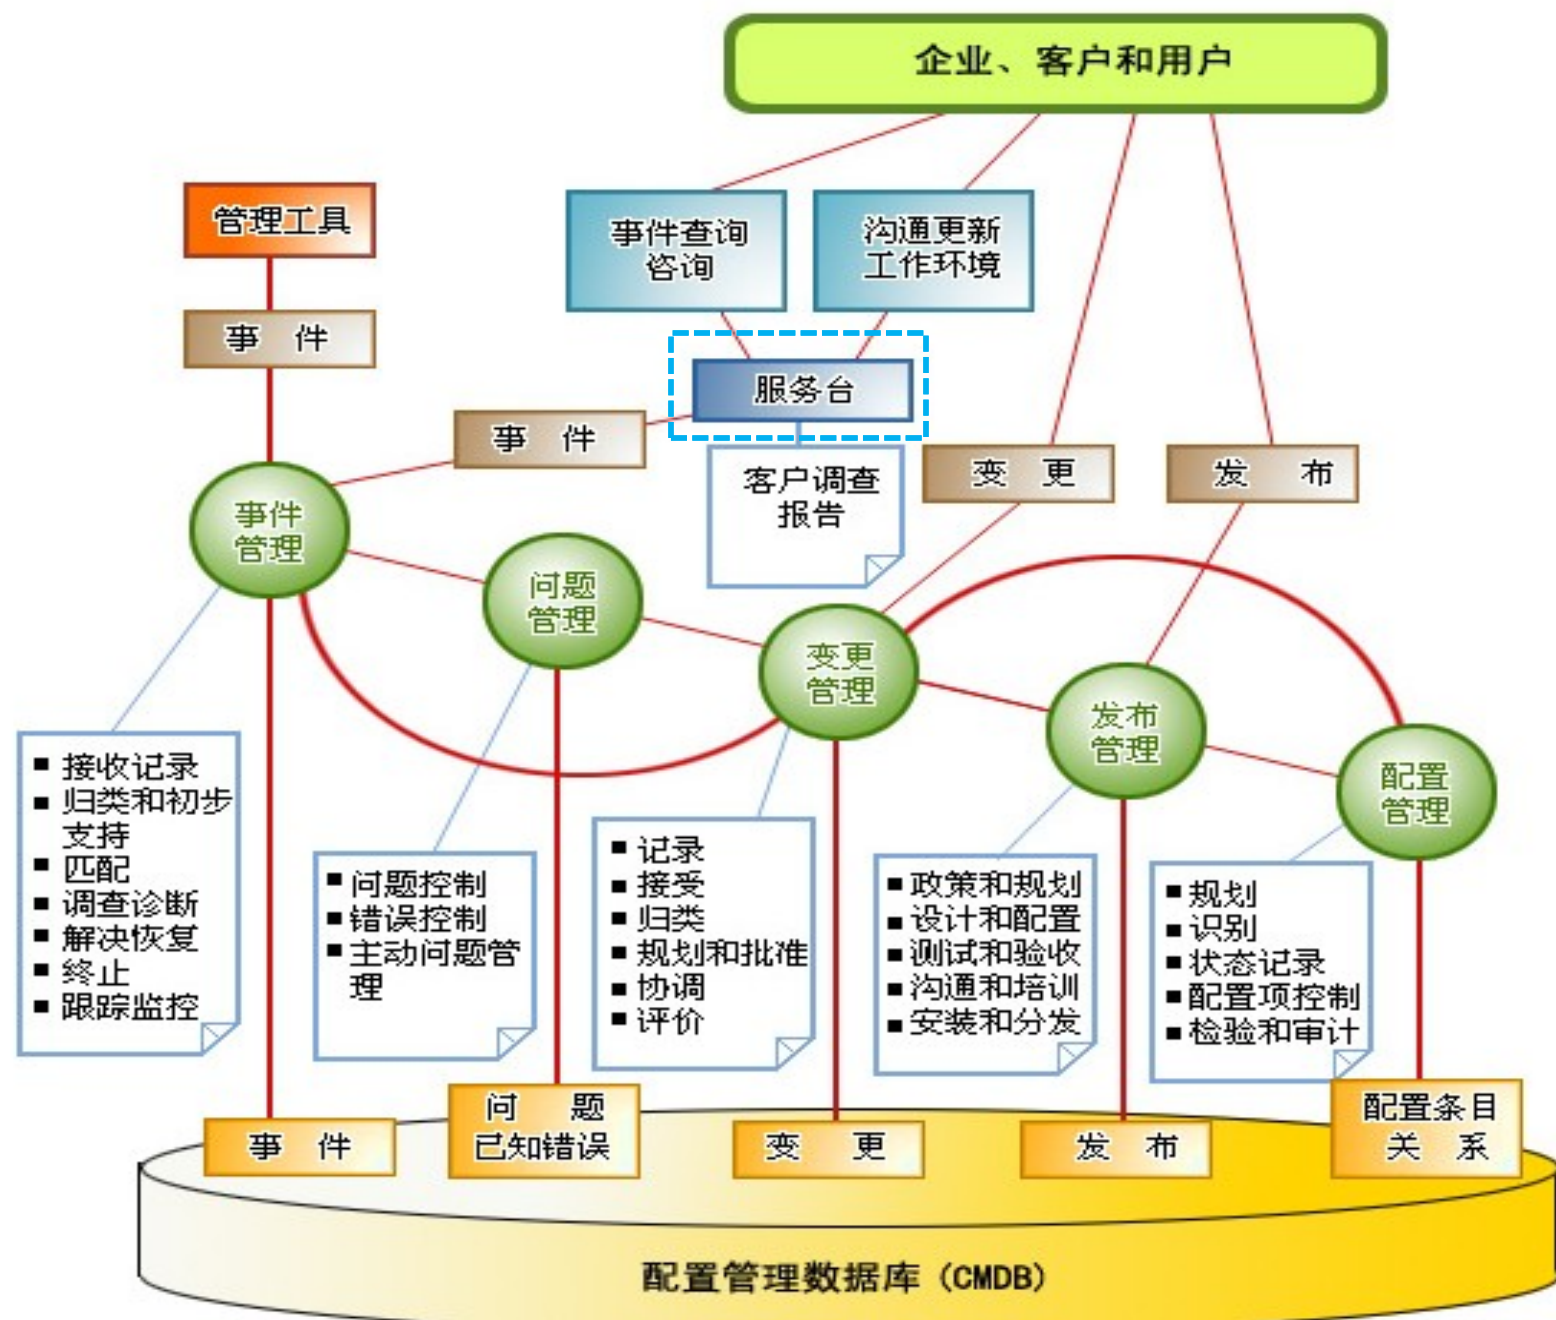 企业、客户和用户
管理工具
事件查询
咨询
沟通更新
工作环境
事 件
服务台
事 件
客户调查
报告
变 更
发 布
事件
管理
问题
管理
变更
管理
发布
管理
配置
管理
▪ 接收记录
▪ 归类和初步
支持
▪ 匹配
▪ 调查诊断
▪ 解决恢复
▪ 终止
▪ 跟踪监控
▪ 问题控制
▪ 错误控制
▪ 主动问题管
理
▪ 记录
▪ 接受
▪ 归类
▪ 规划和批准
▪ 协调
▪ 评价
▪ 政策和规划
▪ 设计和配置
▪ 测试和验收
▪ 沟通和培训
▪ 安装和分发
▪ 规划
▪ 识别
▪ 状态记录
▪ 配置项控制
▪ 检验和审计
事 件
问 题
已知错误
变 更
发 布
配置条目
关 系
配置管理数据库（CMDB）